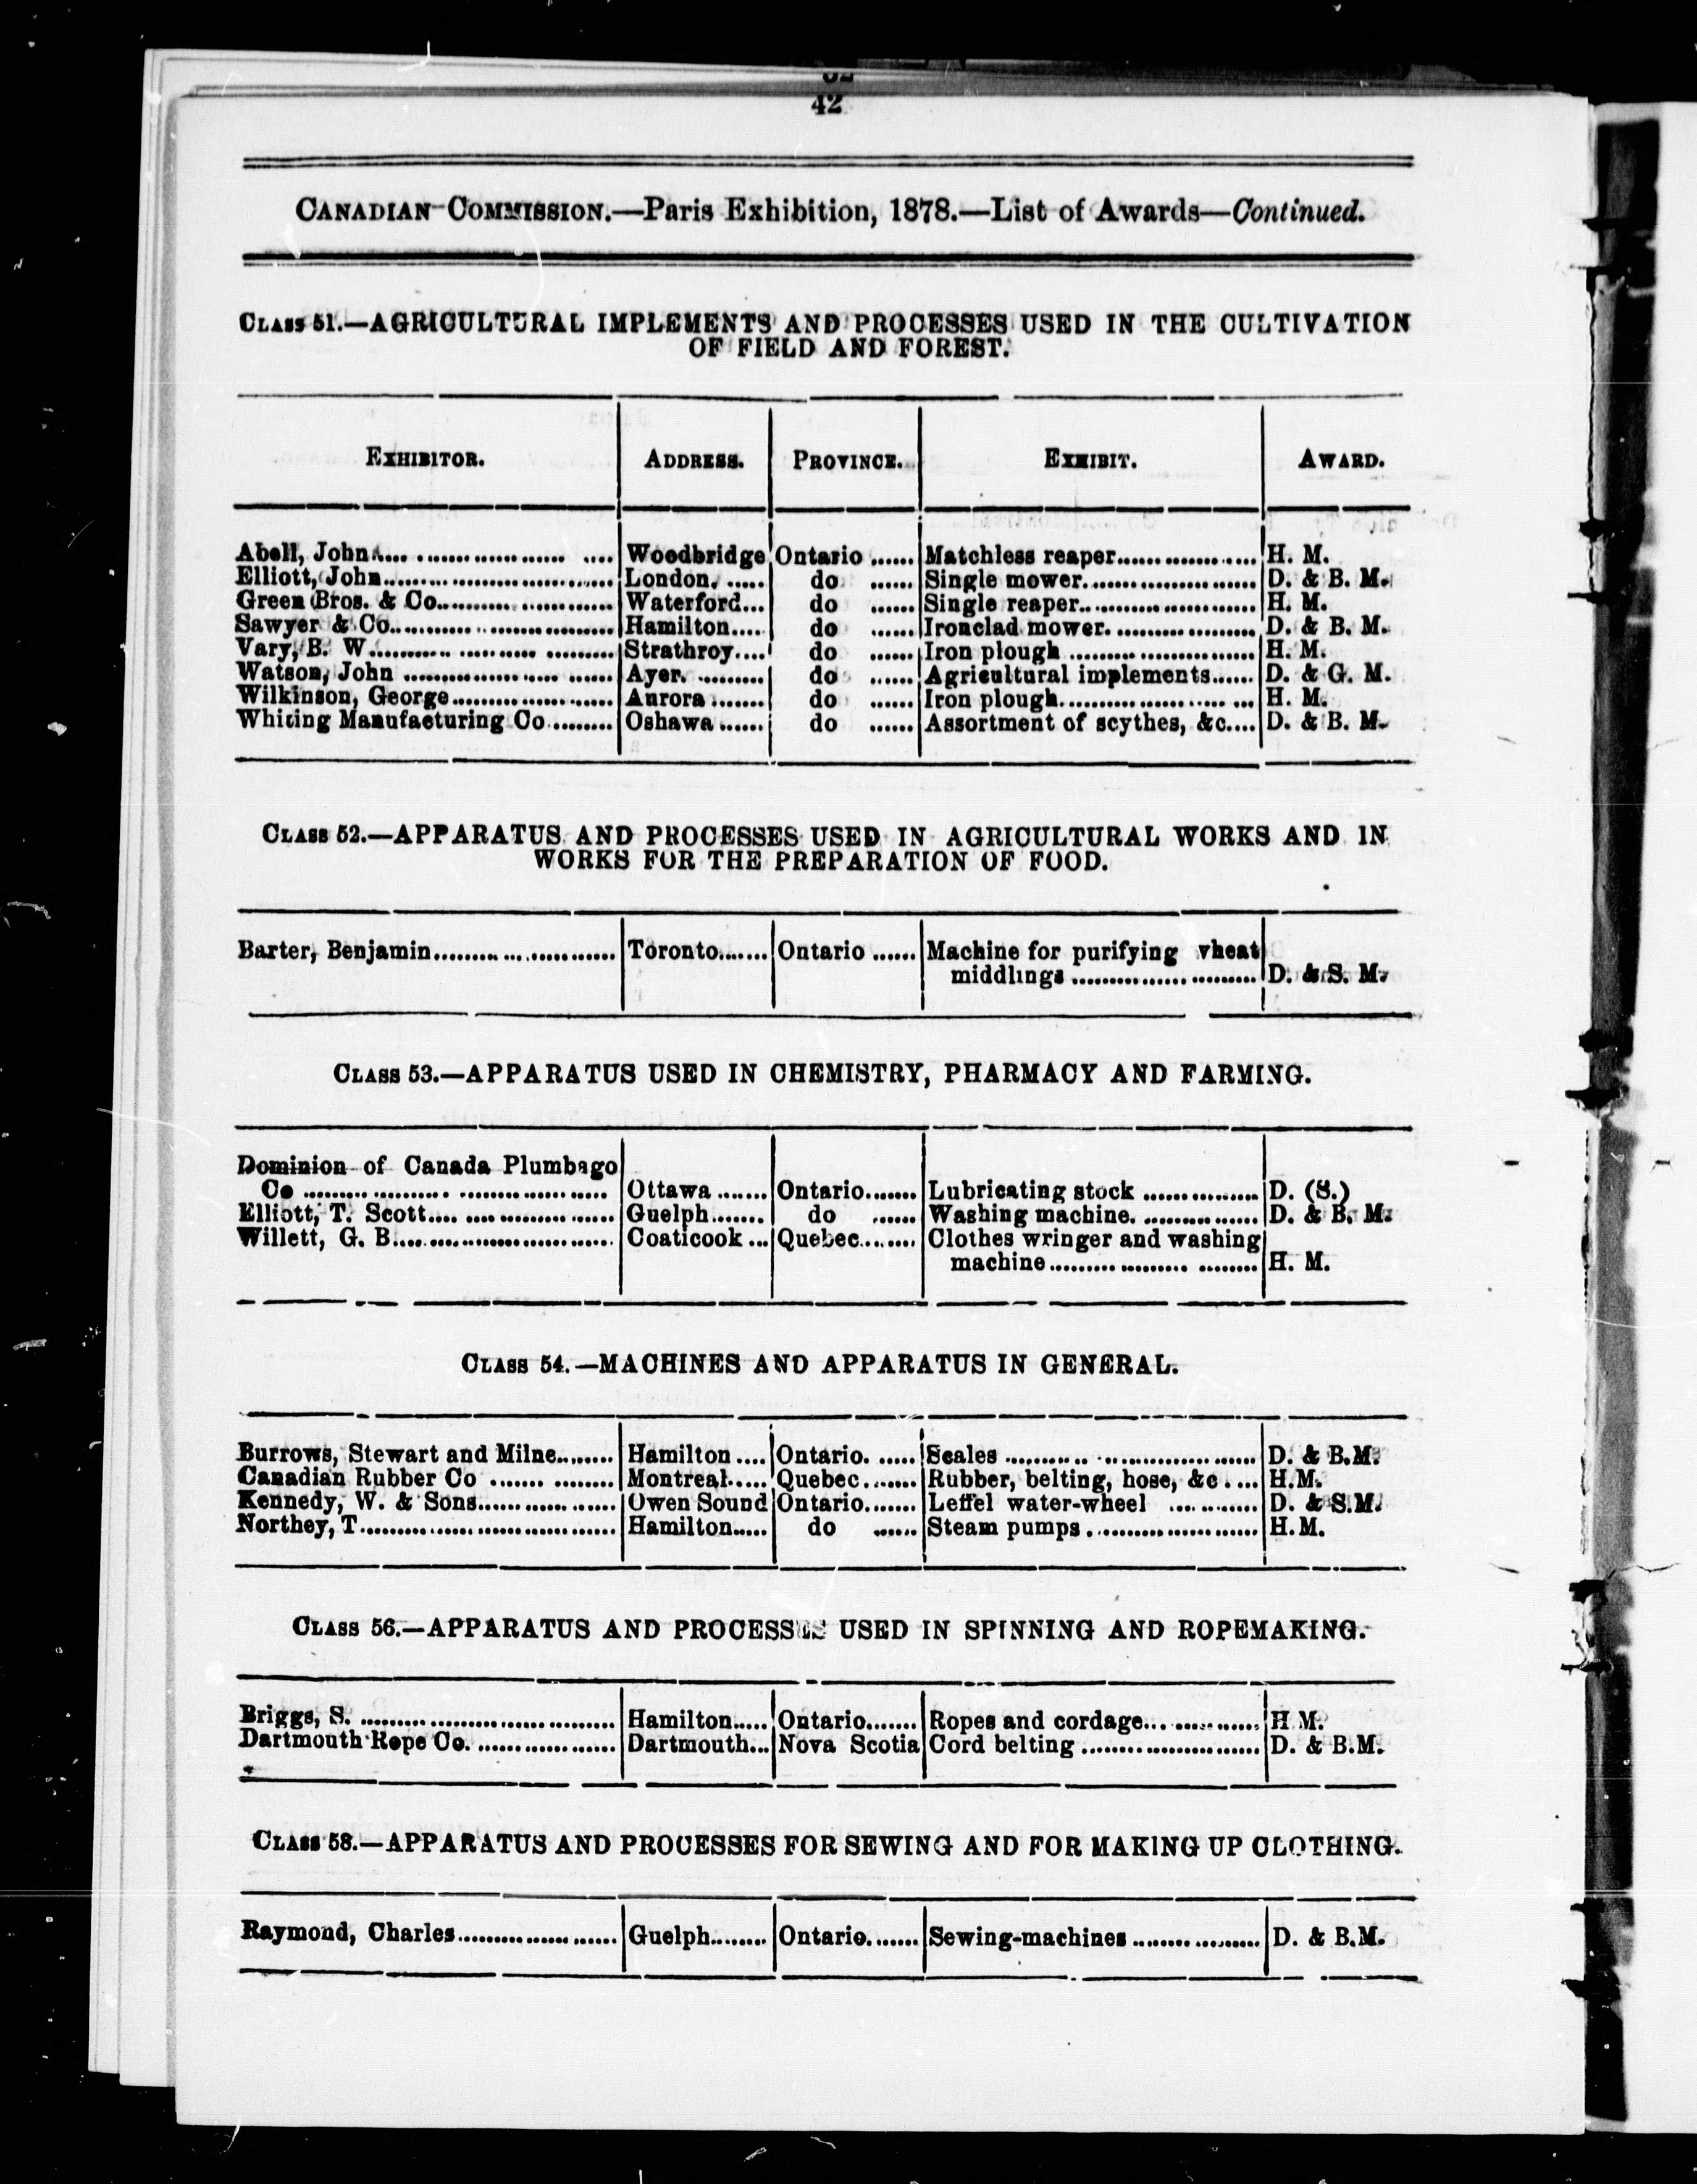 42
CANADIAN COMMISSION.—Paris Exhibition, 1878.—List of Awards—Continued.
CLASS 51.—AGRICULTURAL IMPLEMENTS AND PROCESSES USED IN THE CULTIVATION
OF FIELD AND FOREST.
EXHIBITOR. ADDRESS. PROVINCE. EXHIBIT. AWARD.
Abell, John.... Woodbridge Ontario ...... Matchless reaper...... H. M.
Elliott, John...... London. ...... do ...... Single mower...... D. & B. M.
Green Bros. & Co...... Waterford... do ...... Single reaper...... H. M.
Sawyer & Co...... Hamilton.... do ...... Ironclad mower...... D. & B. M.
Vary, B. W...... Strathroy.... do ...... Iron plough ...... H. M.
Watson, John ...... Ayer. ...... do ...... Agricultural implements...... D. & G. M.
Wilkinson, George...... Aurora ...... do ...... Iron plough...... H. M.
Whiting Manufacturing Co ...... Oshawa ...... do ...... Assortment of scythes, &c.... D. & B. M.
CLASS 52.—APPARATUS AND PROCESSES USED IN AGRICULTURAL WORKS AND IN
WORKS FOR THE PREPARATION OF FOOD.
Barter, Benjamin...... Toronto...... Ontario ...... Machine for purifying wheat
middlings ...... D. & S. M.
CLASS 53.—APPARATUS USED IN CHEMISTRY, PHARMACY AND FARMING.
Dominion of Canada Plumbago
Co ...... Ottawa ...... Ontario...... Lubricating stock ...... D. (S.)
Elliott, T. Scott...... Guelph...... do ...... Washing machine. ...... D. & B. M.
Willett, G. B...... Coaticook ... Quebec...... Clothes wringer and washing
machine...... H. M.
CLASS 54.—MACHINES AND APPARATUS IN GENERAL.
Burrows, Stewart and Milne...... Hamilton .... Ontario. ...... Scales ...... D. & B.M.
Canadian Rubber Co ...... Montreal..... Quebec...... Rubber, belting, hose, &c ..... H.M.
Kennedy, W. & Sons...... Owen Sound Ontario...... Leffel water-wheel ...... D. & S.M.
Northey, T...... Hamilton..... do ...... Steam pumps ...... H.M.
CLASS 56.—APPARATUS AND PROCESSES USED IN SPINNING AND ROPEMAKING.
Briggs, S. ...... Hamilton..... Ontario...... Ropes and cordage...... H M.
Dartmouth Rope Co. ...... Dartmouth... Nova Scotia Cord belting ...... D. & B.M.
CLASS 58.—APPARATUS AND PROCESSES FOR SEWING AND FOR MAKING UP CLOTHING.
Raymond, Charles...... Guelph...... Ontario...... Sewing-machines ...... D. & B.M.